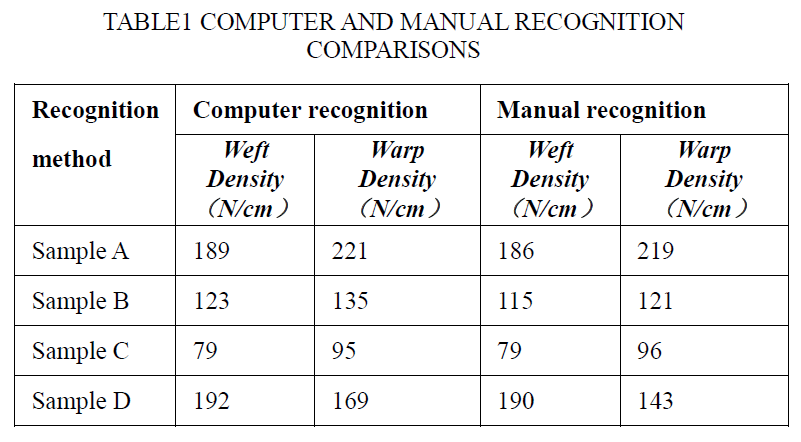 TABLE1 COMPUTER AND MANUAL RECOGNITION
COMPARISONS
Recognition method Computer recognition Manual recognition
Weft Density (N/cm) Warp Density (N/cm) Weft Density (N/cm) Warp Density (N/cm)
Sample A 189 221 186 219
Sample B 123 135 115 121
Sample C 79 95 79 96
Sample D 192 169 190 143